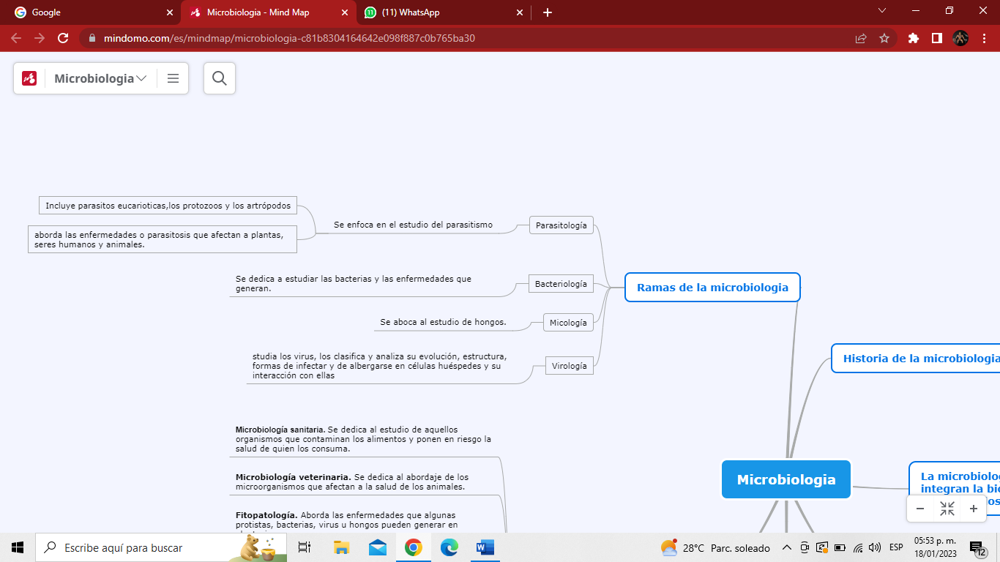 Google
Microbiologia - Mind Map
(11) WhatsApp
mindomo.com/es/mindmap/microbiologia-c81b8304164642e098f887c0b765ba30
Microbiologia
Incluye parasitos eucarioticas,los protozoos y los artrópodos
aborda las enfermedades o parasitosis que afectan a plantas,
seres humanos y animales.
Se enfoca en el estudio del parasitismo
Parasitología
Se dedica a estudiar las bacterias y las enfermedades que
generan.
Bacteriología
Ramas de la microbiologia
Se aboca al estudio de hongos.
Micología
studia los virus, los clasifica y analiza su evolución, estructura,
formas de infectar y de albergarse en células huéspedes y su
interacción con ellas
Virología
Historia de la microbiologia
Microbiología sanitaria. Se dedica al estudio de aquellos
organismos que contaminan los alimentos y ponen en riesgo la
salud de quien los consuma.
Microbiología veterinaria. Se dedica al abordaje de los
microorganismos que afectan a la salud de los animales.
Fitopatología. Aborda las enfermedades que algunas
protistas, bacterias, virus u hongos pueden generar en
Microbiologia
La microbiolog
integran la bio
os
Escribe aquí para buscar
28°C Parc. soleado
ESP
05:53 p. m.
18/01/2023
12